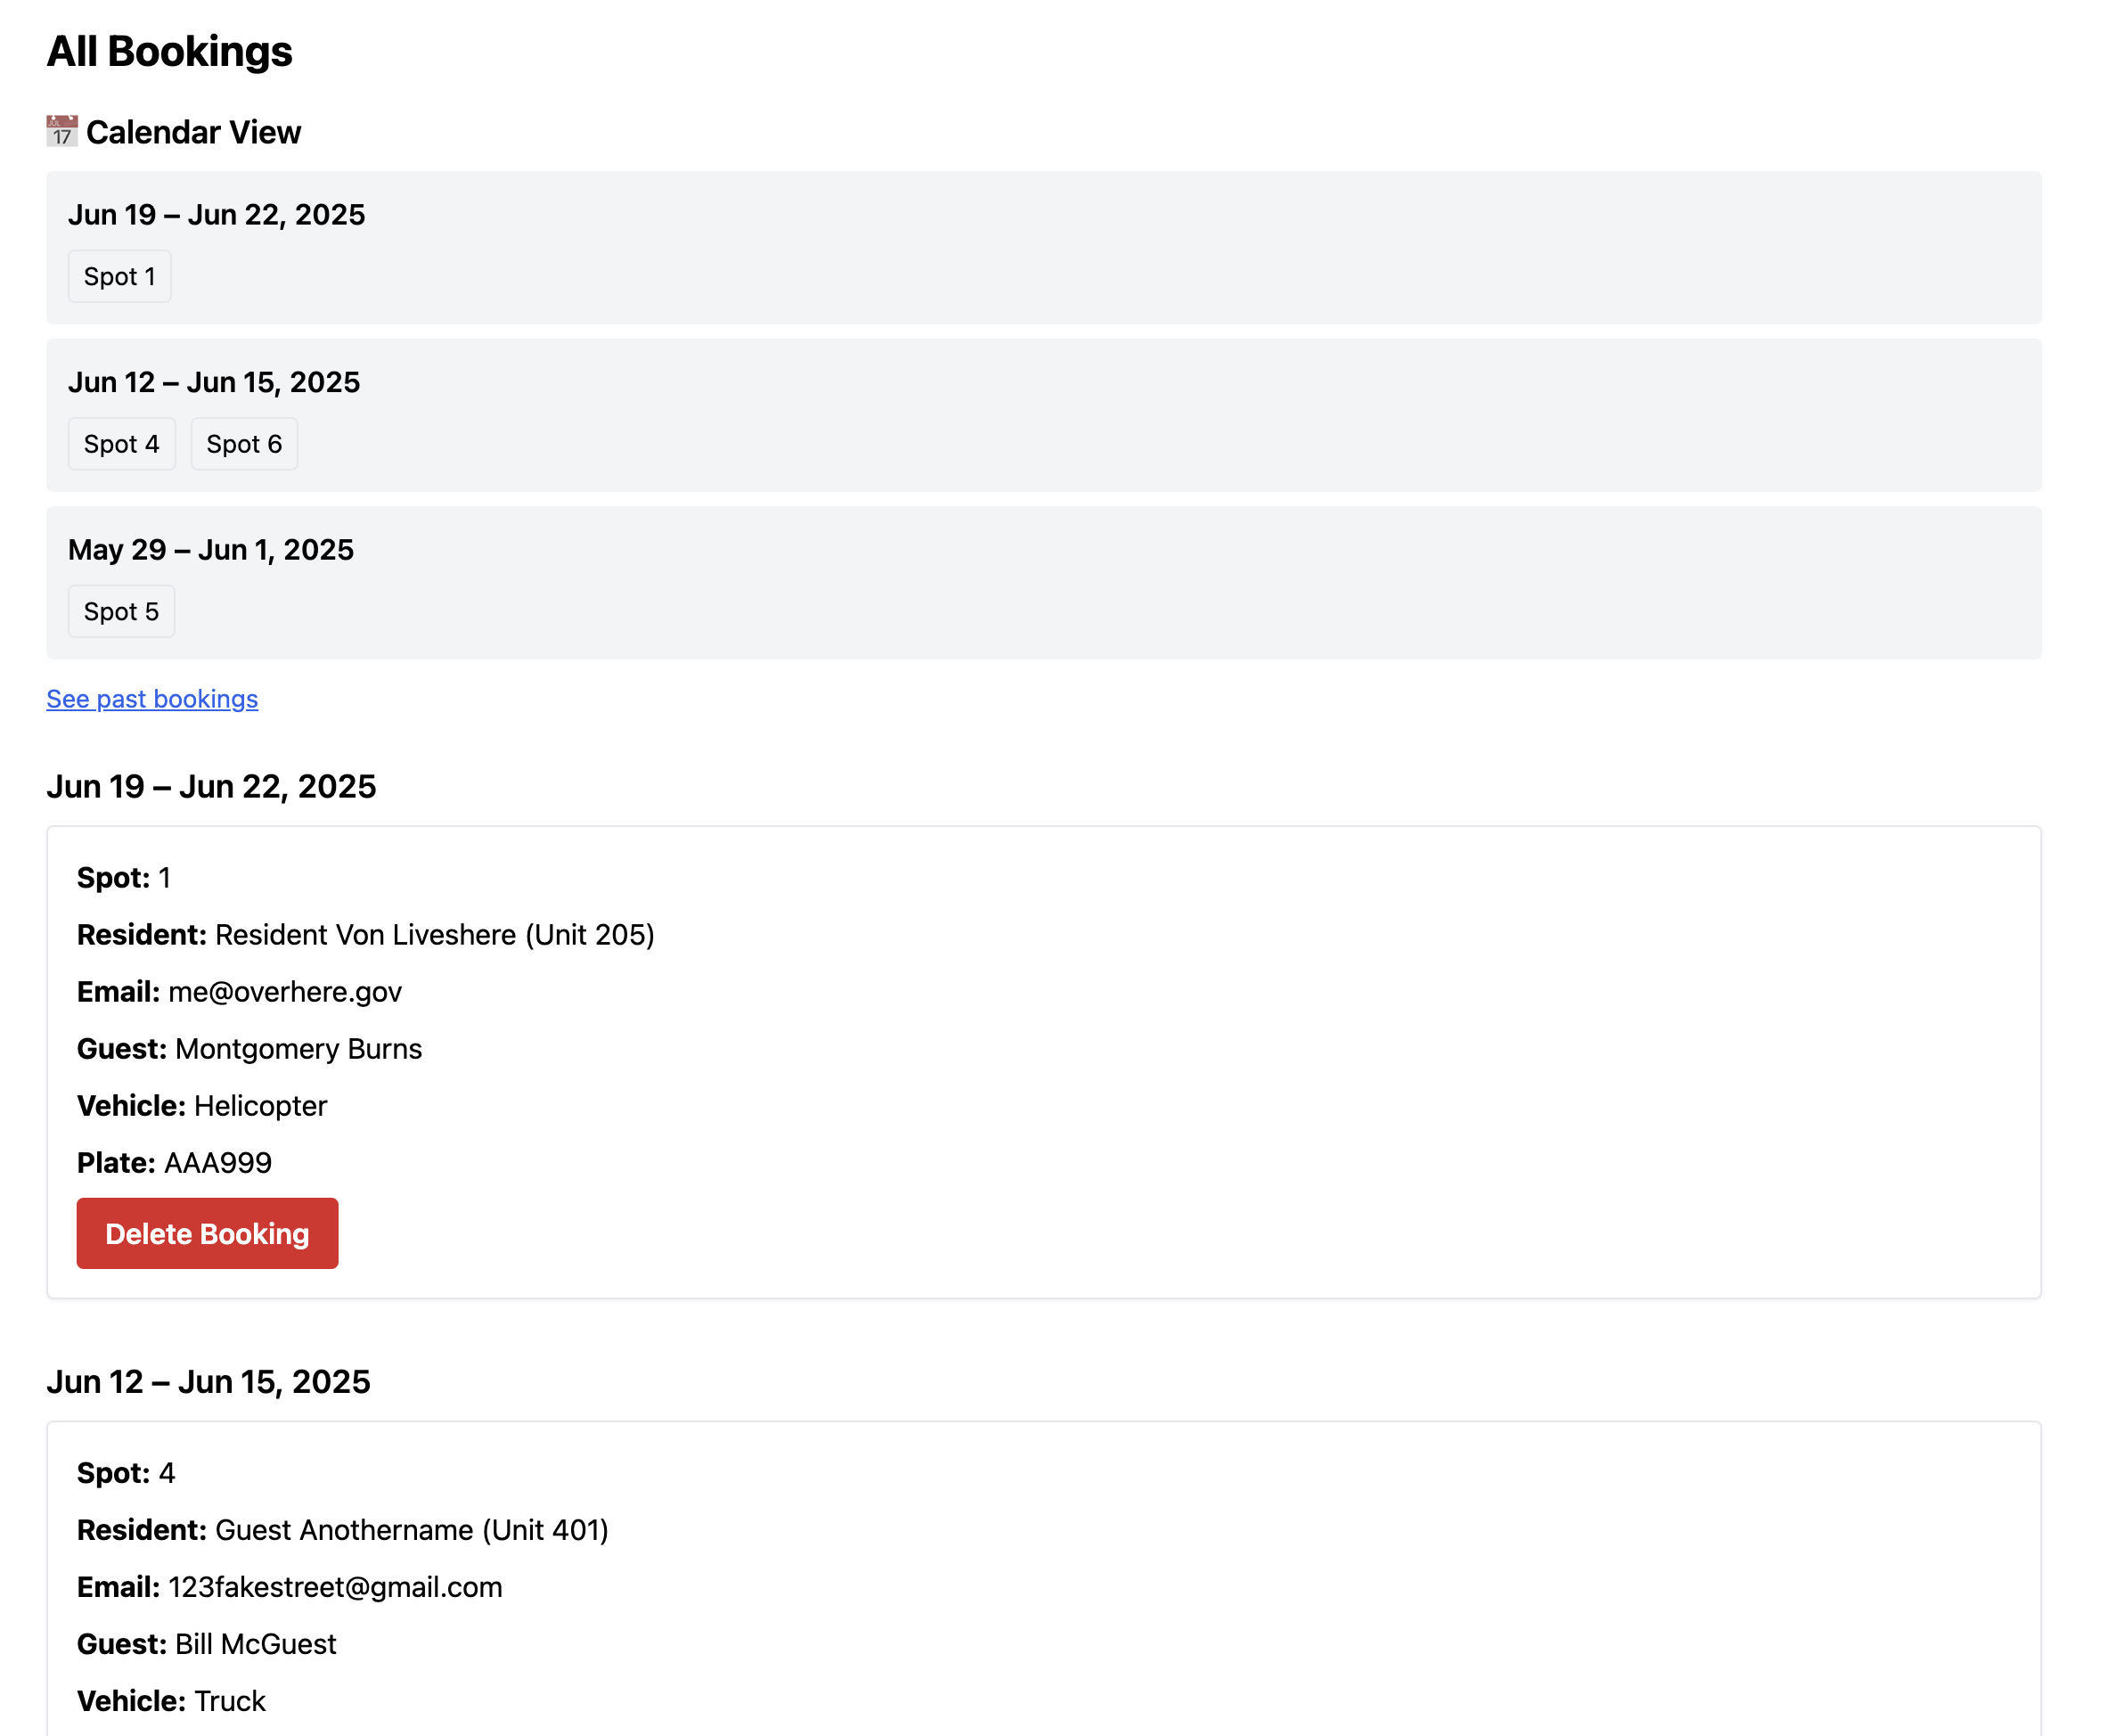 All Bookings
17 Calendar View
Jun 19 – Jun 22, 2025
Spot 1
Jun 12 – Jun 15, 2025
Spot 4 Spot 6
May 29 – Jun 1, 2025
Spot 5
See past bookings
Jun 19 – Jun 22, 2025
Spot: 1
Resident: Resident Von Liveshere (Unit 205)
Email: me@overhere.gov
Guest: Montgomery Burns
Vehicle: Helicopter
Plate: AAA999
Delete Booking
Jun 12 – Jun 15, 2025
Spot: 4
Resident: Guest Anothername (Unit 401)
Email: 123fakestreet@gmail.com
Guest: Bill McGuest
Vehicle: Truck